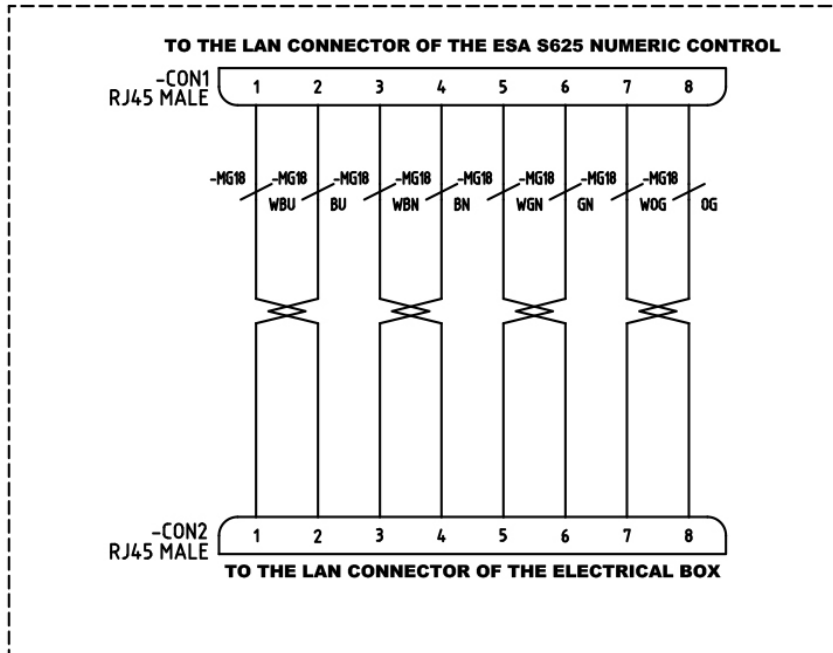 TO THE LAN CONNECTOR OF THE ESA S625 NUMERIC CONTROL
-CON1
RJ45 MALE
1 2 3 4 5 6 7 8
-MG18 -MG18 -MG18 -MG18 -MG18 -MG18 -MG18 -MG18
WBU BU WBN BN WGN GN WOG OG
-CON2
RJ45 MALE
1 2 3 4 5 6 7 8
TO THE LAN CONNECTOR OF THE ELECTRICAL BOX